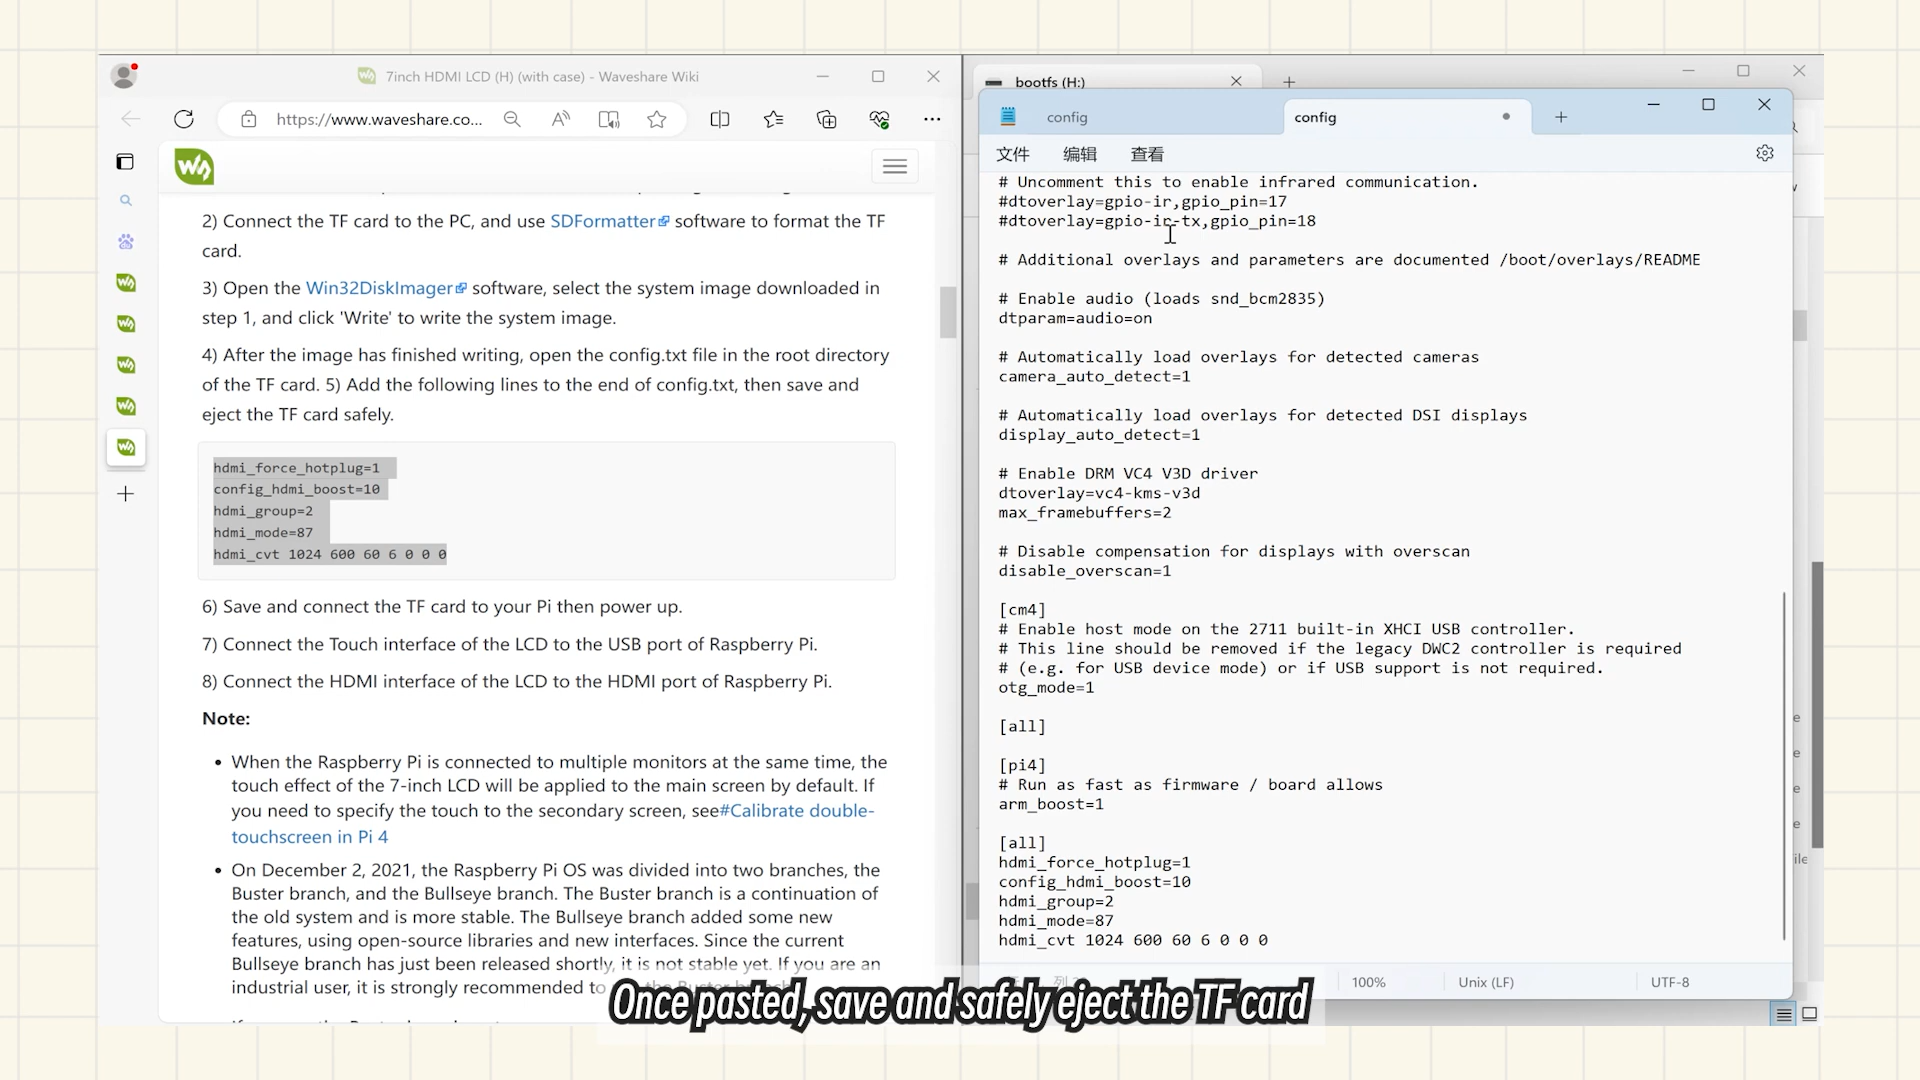 7inch HDMI LCD (H) (with case) - Waveshare Wiki
https://www.waveshare.co...
2) Connect the TF card to the PC, and use SDFormatter software to format the TF
card.
3) Open the Win32DiskImager software, select the system image downloaded in
step 1, and click 'Write' to write the system image.
4) After the image has finished writing, open the config.txt file in the root directory
of the TF card. 5) Add the following lines to the end of config.txt, then save and
eject the TF card safely.
hdmi_force_hotplug=1
config_hdmi_boost=10
hdmi_group=2
hdmi_mode=87
hdmi_cvt 1024 600 60 6 0 0 0
6) Save and connect the TF card to your Pi then power up.
7) Connect the Touch interface of the LCD to the USB port of Raspberry Pi.
8) Connect the HDMI interface of the LCD to the HDMI port of Raspberry Pi.
Note:
• When the Raspberry Pi is connected to multiple monitors at the same time, the
touch effect of the 7-inch LCD will be applied to the main screen by default. If
you need to specify the touch to the secondary screen, see#Calibrate double-
touchscreen in Pi 4
• On December 2, 2021, the Raspberry Pi OS was divided into two branches, the
Buster branch, and the Bullseye branch. The Buster branch is a continuation of
the old system and is more stable. The Bullseye branch added some new
features, using open-source libraries and new interfaces. Since the current
Bullseye branch has just been released shortly, it is not stable yet. If you are an
industrial user, it is strongly recommended to
bootfs (H:)
config
config
文件 编辑 查看
# Uncomment this to enable infrared communication.
#dtoverlay=gpio-ir,gpio_pin=17
#dtoverlay=gpio-ir-tx,gpio_pin=18
# Additional overlays and parameters are documented /boot/overlays/README
# Enable audio (loads snd_bcm2835)
dtparam=audio=on
# Automatically load overlays for detected cameras
camera_auto_detect=1
# Automatically load overlays for detected DSI displays
display_auto_detect=1
# Enable DRM VC4 V3D driver
dtoverlay=vc4-kms-v3d
max_framebuffers=2
# Disable compensation for displays with overscan
disable_overscan=1
[cm4]
# Enable host mode on the 2711 built-in XHCI USB controller.
# This line should be removed if the legacy DWC2 controller is required
# (e.g. for USB device mode) or if USB support is not required.
otg_mode=1
[all]
[pi4]
# Run as fast as firmware / board allows
arm_boost=1
[all]
hdmi_force_hotplug=1
config_hdmi_boost=10
hdmi_group=2
hdmi_mode=87
hdmi_cvt 1024 600 60 6 0 0 0
100%
Unix (LF)
UTF-8
Once pasted, save and safely eject the TF card